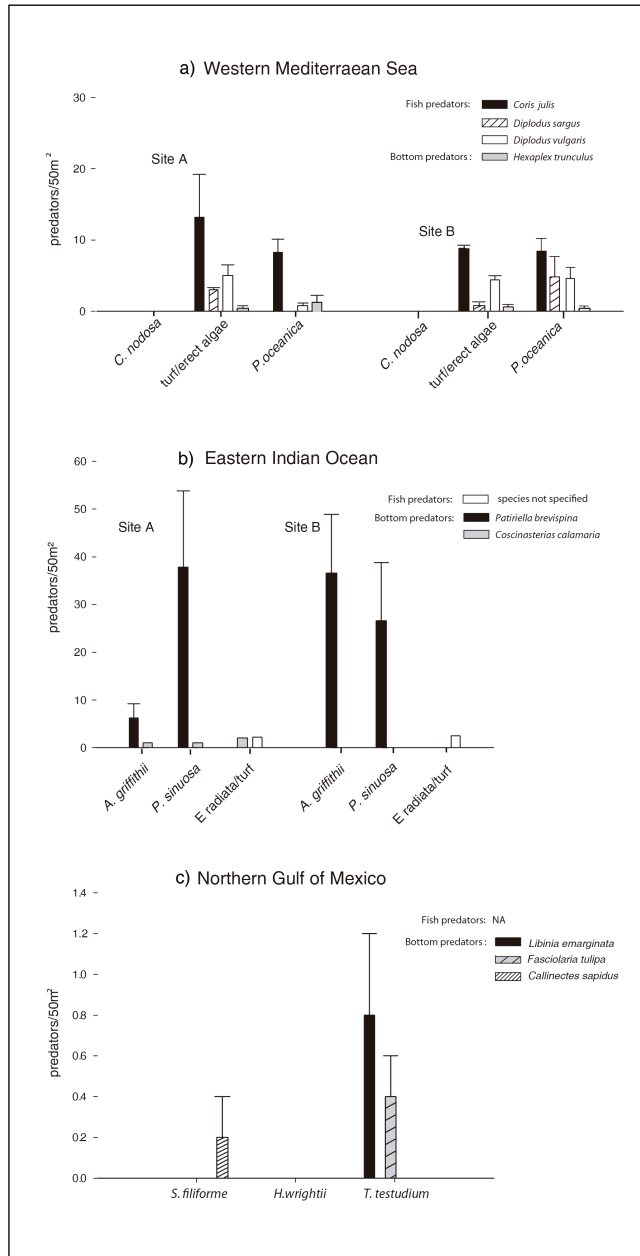 a) Western Mediterraean Sea
30
20
10
0
predators/50m²
Fish predators: Coris julis
Diplodus sargus
Diplodus vulgaris
Bottom predators : Hexaplex trunculus
Site A
Site B
C. nodosa
turf/erect algae
P.oceanica
C. nodosa
turf/erect algae
P.oceanica
b) Eastern Indian Ocean
60
50
40
30
20
10
0
predators/50m²
Fish predators: species not specified
Bottom predators: Patiriella brevispina
Coscinasterias calamaria
Site A
Site B
A. griffithii
P. sinuosa
E radiata/turf
A. griffithii
P. sinuosa
E radiata/turf
c) Northern Gulf of Mexico
1.4
1.2
1.0
0.8
0.6
0.4
0.2
0.0
predators/50m²
Fish predators: NA
Bottom predators : Libinia emarginata
Fasciolaria tulipa
Callinectes sapidus
S. filiforme
H.wrightii
T. testudium